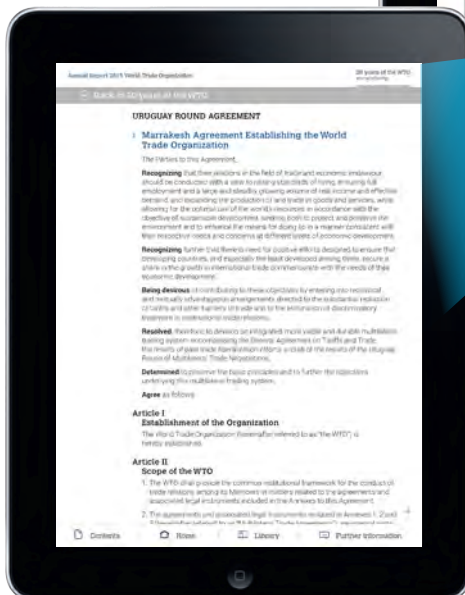 Annual Report 2015 World Trade Organization
20 years of the WTO
Back to 20 years of the WTO
URUGUAY ROUND AGREEMENT
Marrakesh Agreement Establishing the World
Trade Organization
The Parties to this Agreement,
Recognizing that their relations in the field of trade and economic endeavour
should be conducted with a view to raising standards of living, ensuring full
employment and a large and steadily growing volume of real income and effective
demand, and expanding the production of and trade in goods and services, while
allowing for the optimal use of the world's resources in accordance with the
objective of sustainable development, seeking both to protect and preserve the
environment and to enhance the means for doing so in a manner consistent with
their respective needs and concerns at different levels of economic development,
Recognizing further that there is need for positive efforts designed to ensure that
developing countries, and especially the least developed among them, secure a
share in the growth in international trade commensurate with the needs of their
economic development,
Being desirous of contributing to these objectives by entering into reciprocal
and mutually advantageous arrangements directed to the substantial reduction
of tariffs and other barriers to trade and to the elimination of discriminatory
treatment in international trade relations,
Resolved, therefore, to develop an integrated, more viable and durable multilateral
trading system encompassing the General Agreement on Tariffs and Trade,
the results of past trade liberalization efforts, and all of the results of the Uruguay
Round of Multilateral Trade Negotiations,
Determined to preserve the basic principles and to further the objectives
underlying this multilateral trading system,
Agree as follows:
Article I
Establishment of the Organization
The World Trade Organization (hereinafter referred to as "the WTO") is
hereby established.
Article II
Scope of the WTO
1. The WTO shall provide the common institutional framework for the conduct of
trade relations among its Members in matters related to the agreements and
associated legal instruments included in the Annexes to this Agreement.
2. The agreements and associated legal instruments included in Annexes 1, 2 and
Contents Home Library Further information